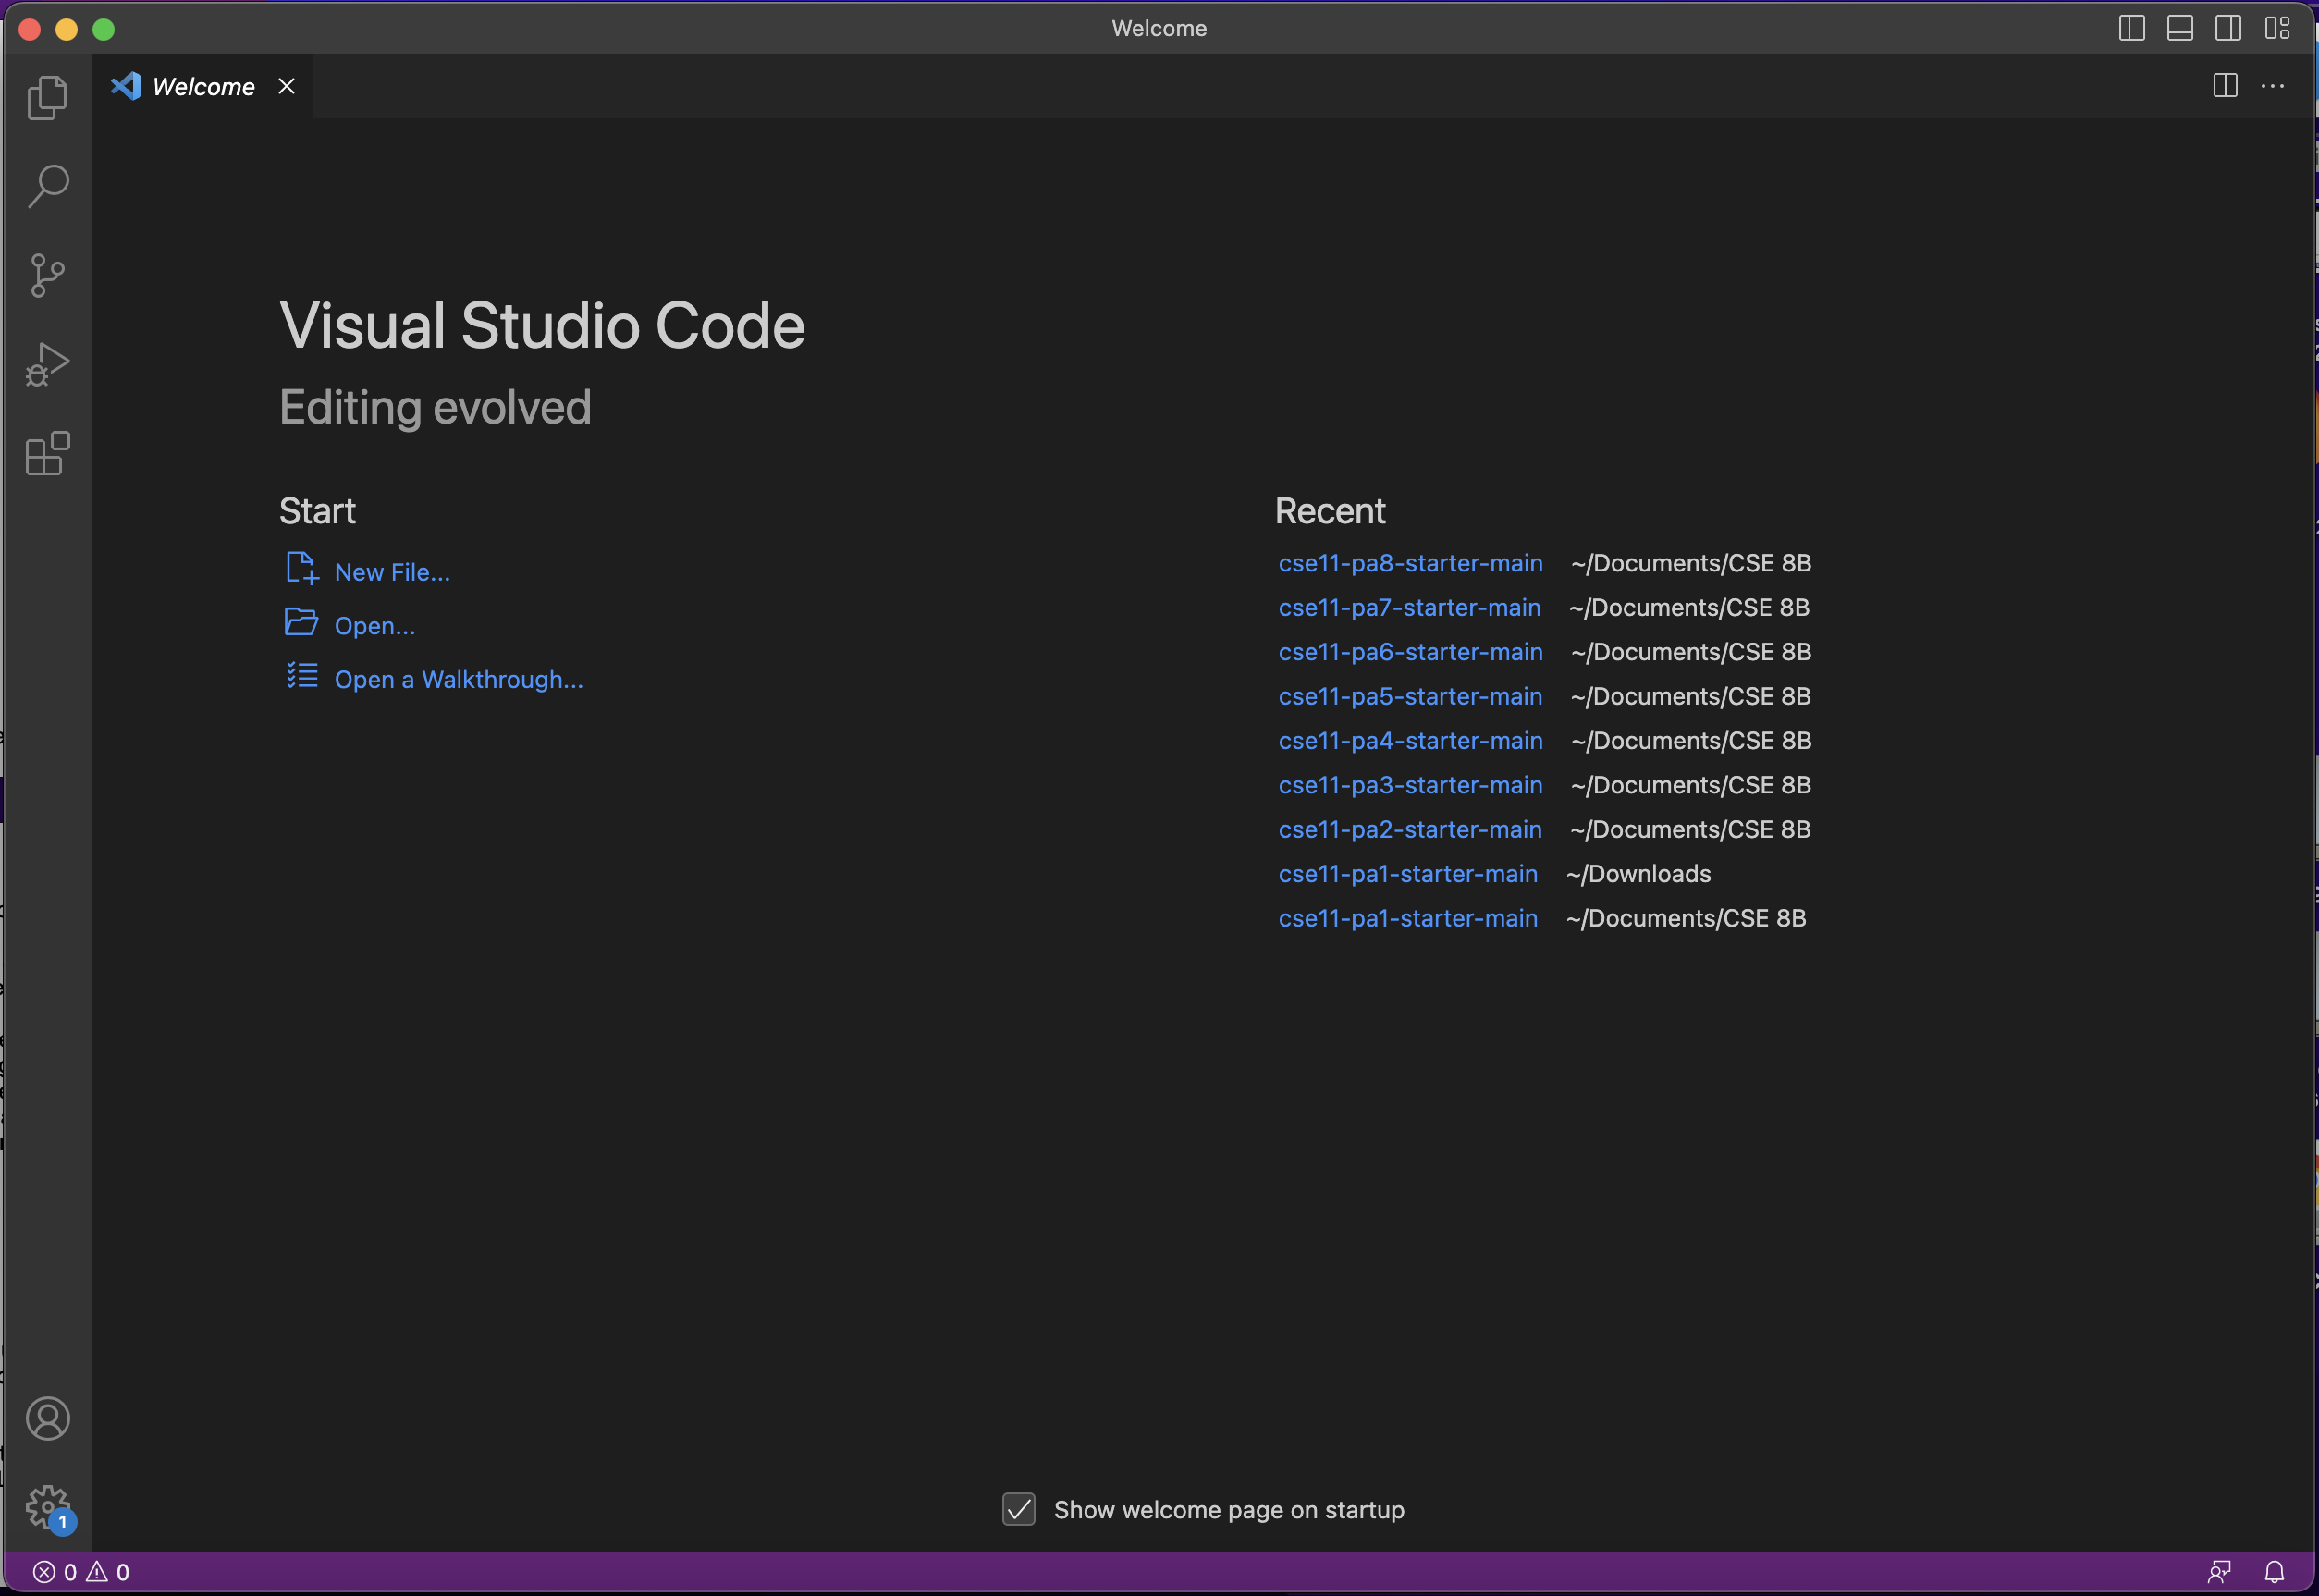 Welcome
Welcome
Visual Studio Code
Editing evolved
Start
New File...
Open...
Open a Walkthrough...
Recent
cse11-pa8-starter-main ~/Documents/CSE 8B
cse11-pa7-starter-main ~/Documents/CSE 8B
cse11-pa6-starter-main ~/Documents/CSE 8B
cse11-pa5-starter-main ~/Documents/CSE 8B
cse11-pa4-starter-main ~/Documents/CSE 8B
cse11-pa3-starter-main ~/Documents/CSE 8B
cse11-pa2-starter-main ~/Documents/CSE 8B
cse11-pa1-starter-main ~/Downloads
cse11-pa1-starter-main ~/Documents/CSE 8B
Show welcome page on startup
1
0 0